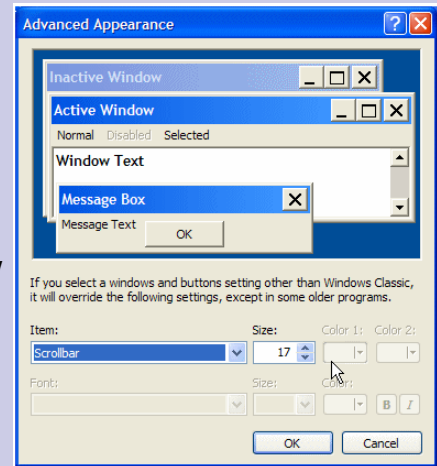 Advanced Appearance
Inactive Window
Active Window
Normal Disabled Selected
Window Text
Message Box
Message Text
OK
If you select a windows and buttons setting other than Windows Classic,
it will override the following settings, except in some older programs.
Item: Size: Color 1: Color 2:
Scrollbar 17
Font: Size: Color:
B I
OK Cancel